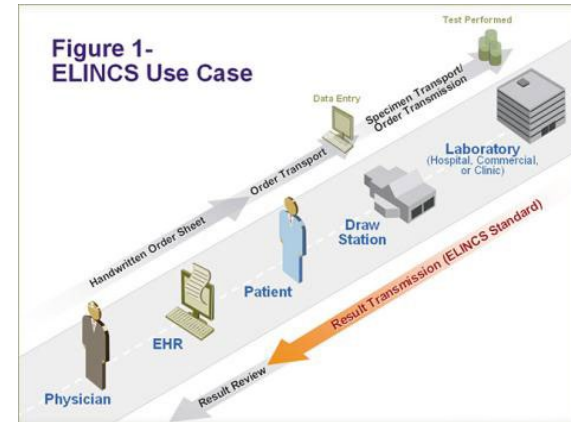 Figure 1-
ELINCS Use Case
Test Performed
Data Entry
Specimen Transport/
Order Transmission
Order Transport
Handwritten Order Sheet
Laboratory
(Hospital, Commercial,
or Clinic)
Draw
Station
Patient
EHR
Physician
Result Transmission (ELINCS Standard)
Result Review